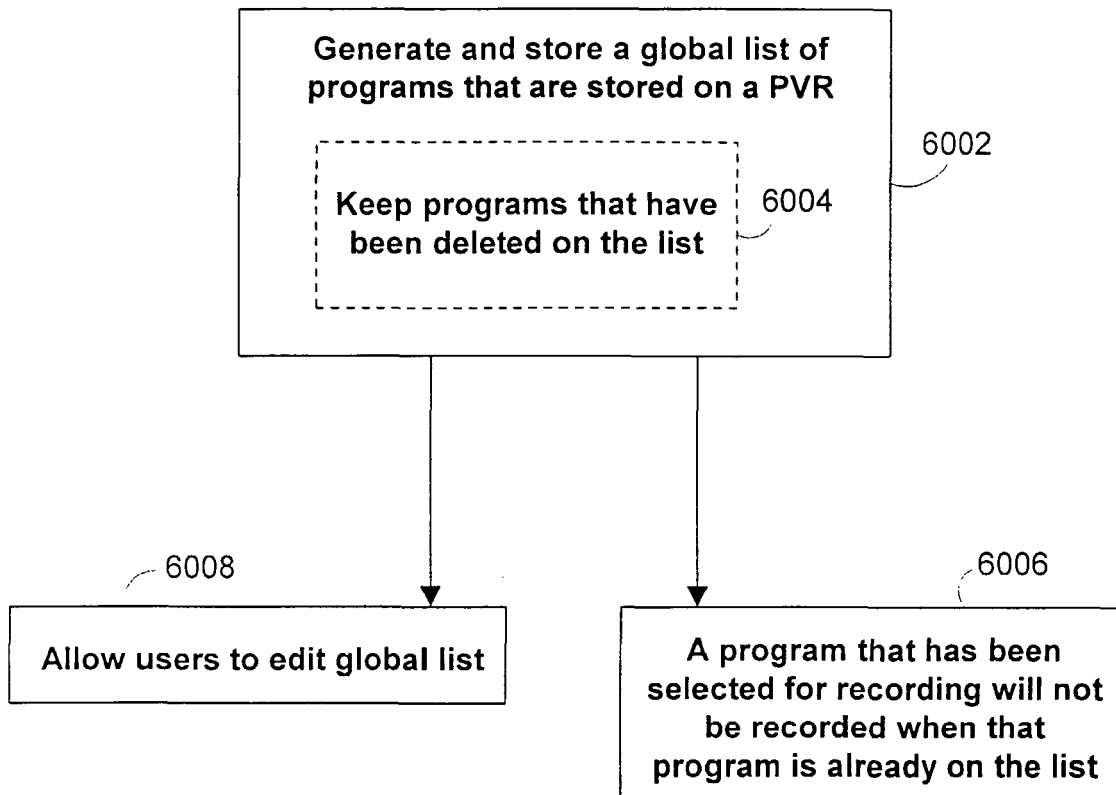 Generate and store a global list of
programs that are stored on a PVR
6002
Keep programs that have
been deleted on the list
6004
6008
Allow users to edit global list
6006
A program that has been
selected for recording will not
be recorded when that
program is already on the list